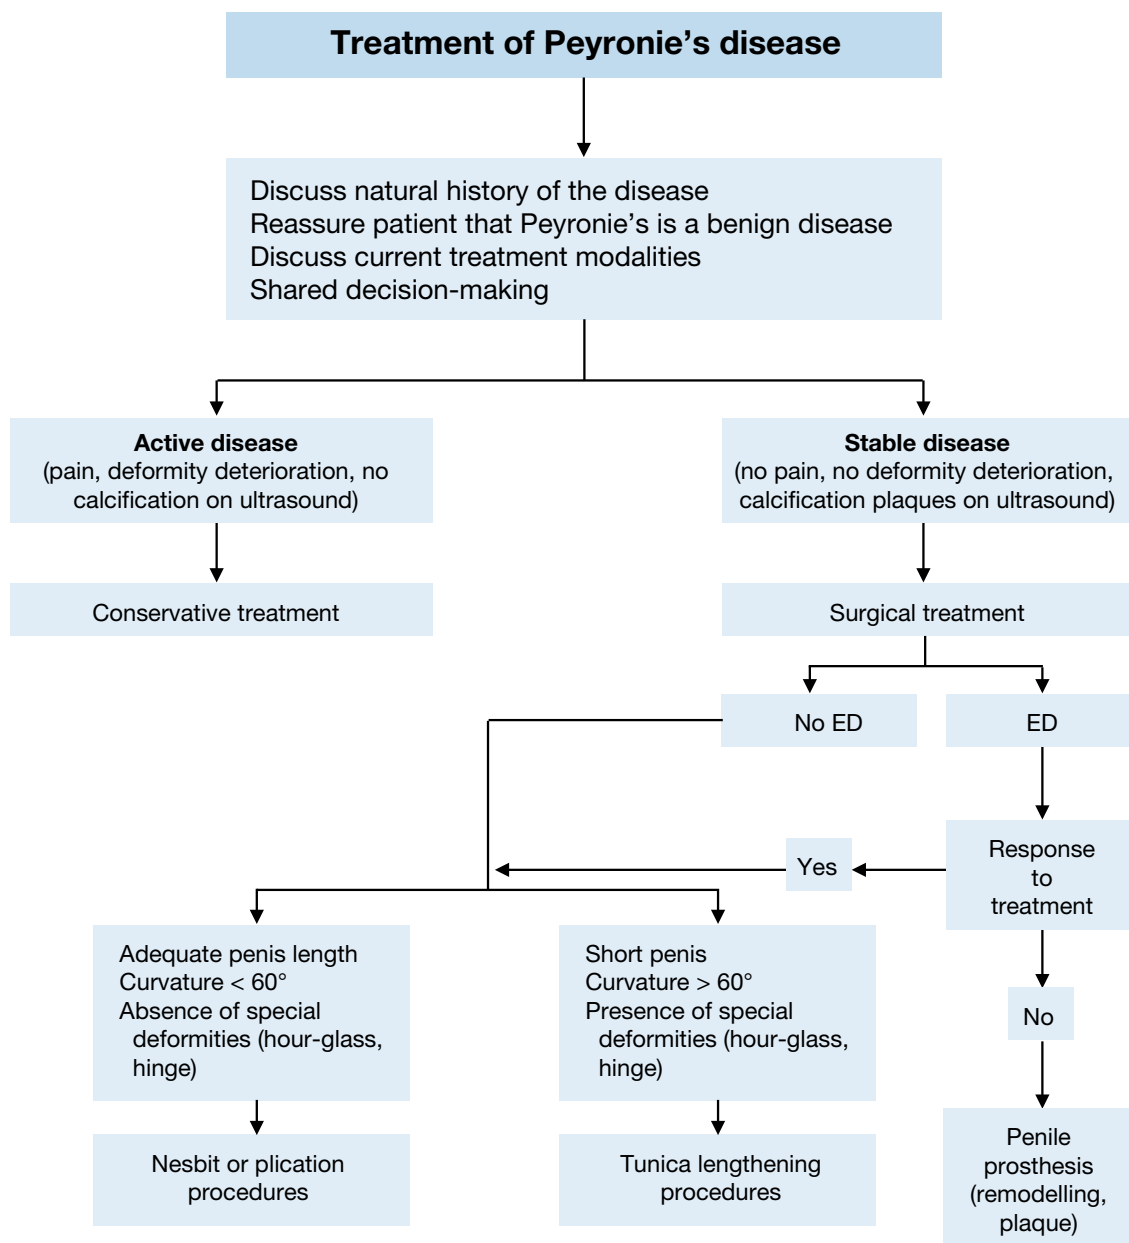 Treatment of Peyronie’s disease
Discuss natural history of the disease
Reassure patient that Peyronie’s is a benign disease
Discuss current treatment modalities
Shared decision-making
Active disease
(pain, deformity deterioration, no
calcification on ultrasound)
Stable disease
(no pain, no deformity deterioration,
calcification plaques on ultrasound)
Conservative treatment
Surgical treatment
No ED
ED
Response
to
treatment
Yes
Adequate penis length
Curvature < 60°
Absence of special
deformities (hour-glass,
hinge)
Short penis
Curvature > 60°
Presence of special
deformities (hour-glass,
hinge)
No
Nesbit or plication
procedures
Tunica lengthening
procedures
Penile
prosthesis
(remodelling,
plaque)